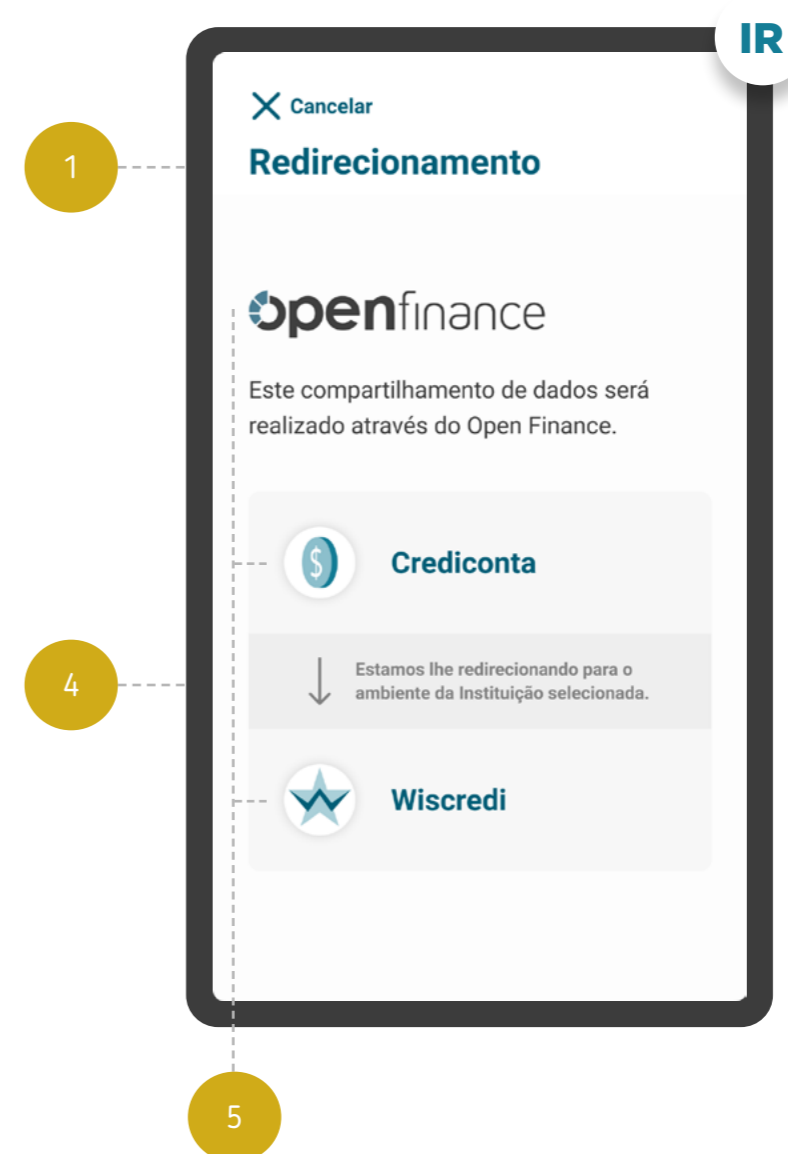 IR
Cancelar
1
Redirecionamento
openfinance
Este compartilhamento de dados será
realizado através do Open Finance.
$
Crediconta
4
Estamos lhe redirecionando para o
ambiente da Instituição selecionada.
Wiscredi
5